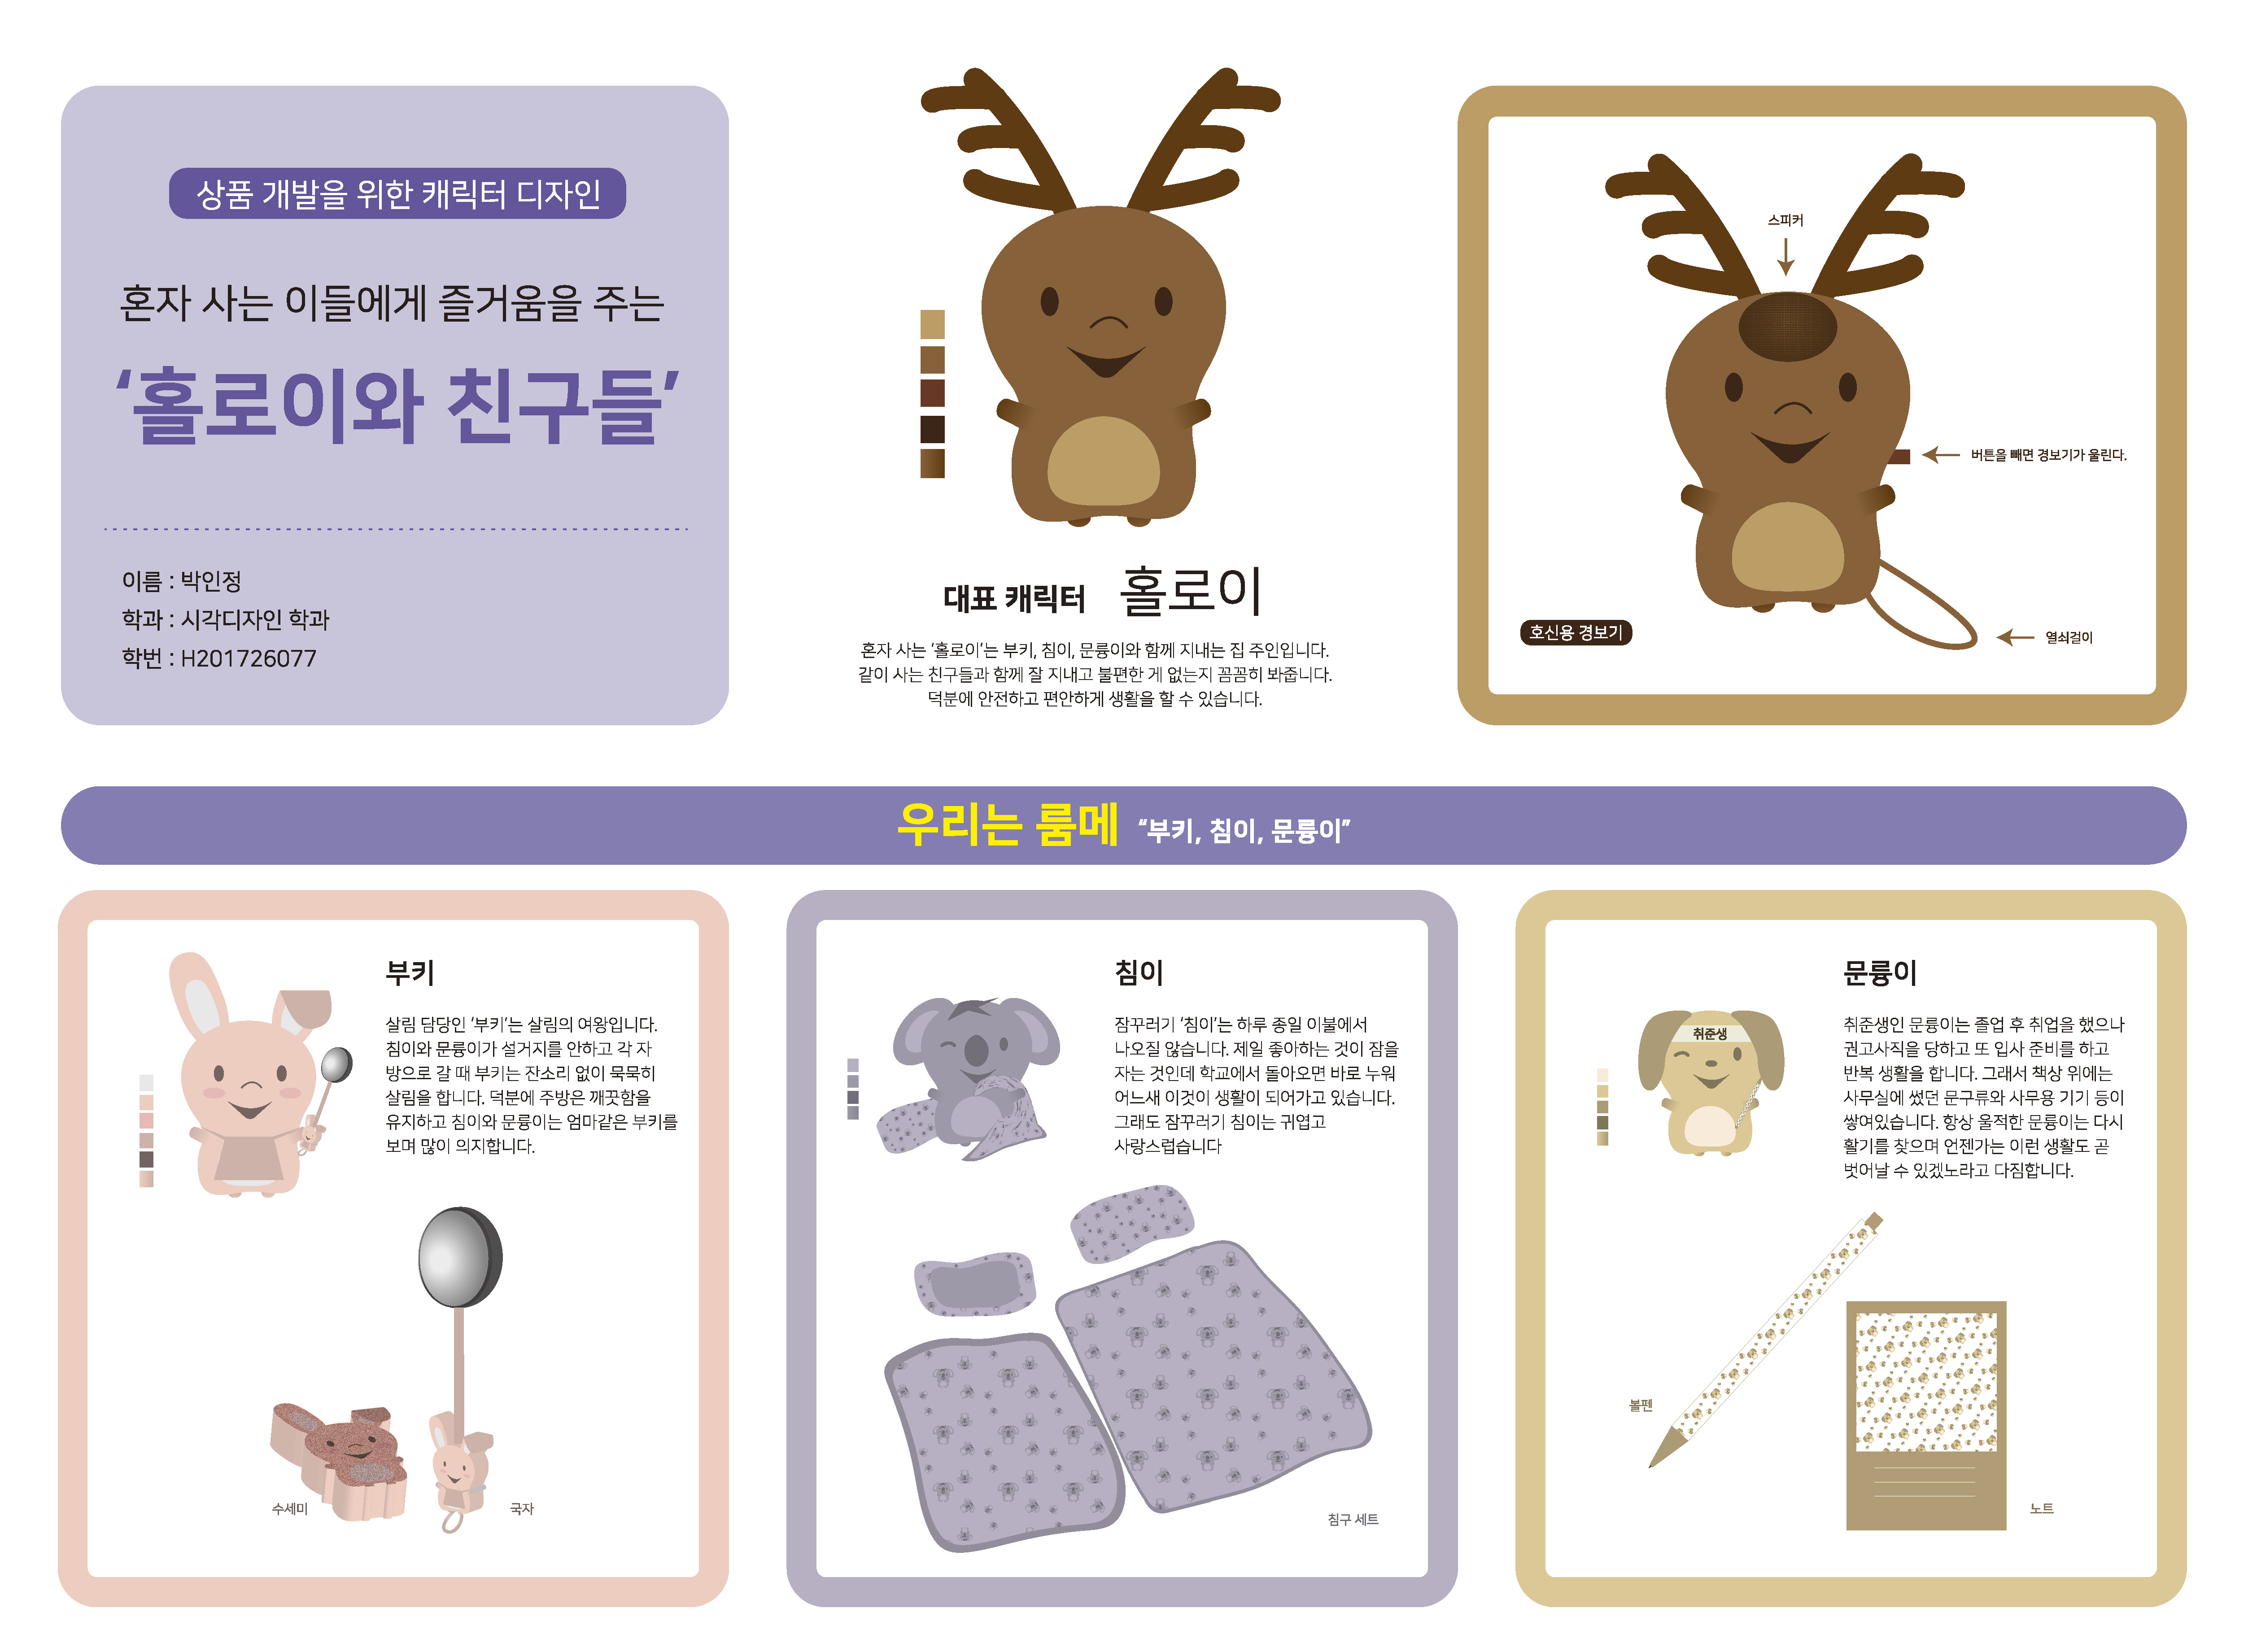 상품 개발을 위한 캐릭터 디자인
혼자 사는 이들에게 즐거움을 주는
‘홀로이와 친구들’
이름 : 박인정
학과 : 시각디자인 학과
학번 : H201726077
대표 캐릭터 홀로이
혼자 사는 ‘홀로이’는 부키, 침이, 문륭이와 함께 지내는 집 주인입니다.
같이 사는 친구들과 함께 잘 지내고 불편한 게 없는지 꼼꼼히 봐줍니다.
덕분에 안전하고 편안하게 생활을 할 수 있습니다.
스피커
버튼을 빼면 경보기가 울린다.
호신용 경보기
열쇠걸이
우리는 룸메 “부키, 침이, 문륭이”
부키
살림 담당인 ‘부키’는 살림의 여왕입니다.
침이와 문륭이가 설거지를 안하고 각 자
방으로 갈 때 부키는 잔소리 없이 묵묵히
살림을 합니다. 덕분에 주방은 깨끗함을
유지하고 침이와 문륭이는 엄마같은 부키를
보며 많이 의지합니다.
수세미
국자
침이
잠꾸러기 ‘침이’는 하루 종일 이불에서
나오질 않습니다. 제일 좋아하는 것이 잠을
자는 것인데 학교에서 돌아오면 바로 누워
어느새 이것이 생활이 되어가고 있습니다.
그래도 잠꾸러기 침이는 귀엽고
사랑스럽습니다
침구 세트
문륭이
취준생
취준생인 문륭이는 졸업 후 취업을 했으나
권고사직을 당하고 또 입사 준비를 하고
반복 생활을 합니다. 그래서 책상 위에는
사무실에 썼던 문구류와 사무용 기기 등이
쌓여있습니다. 항상 울적한 문륭이는 다시
활기를 찾으며 언젠가는 이런 생활도 곧
벗어날 수 있겠노라고 다짐합니다.
볼펜
노트